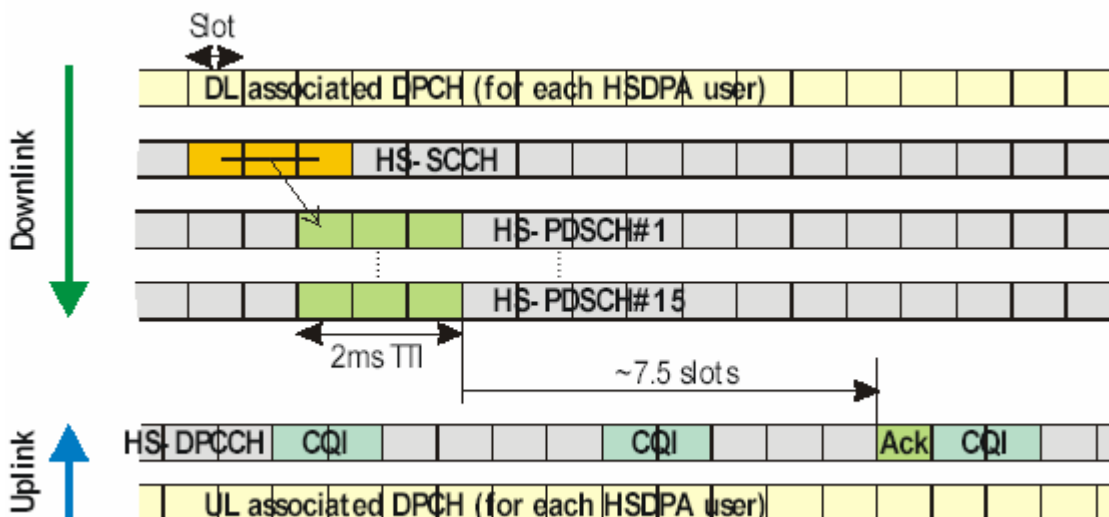 Slot
Downlink
DL associated DPCH (for each HSDPA user)
HS-SCCH
HS-PDSCH#1
HS-PDSCH#15
2ms TTI
~7.5 slots
Uplink
HS-DPCCH CQI CQI Ack CQI
UL associated DPCH (for each HSDPA user)